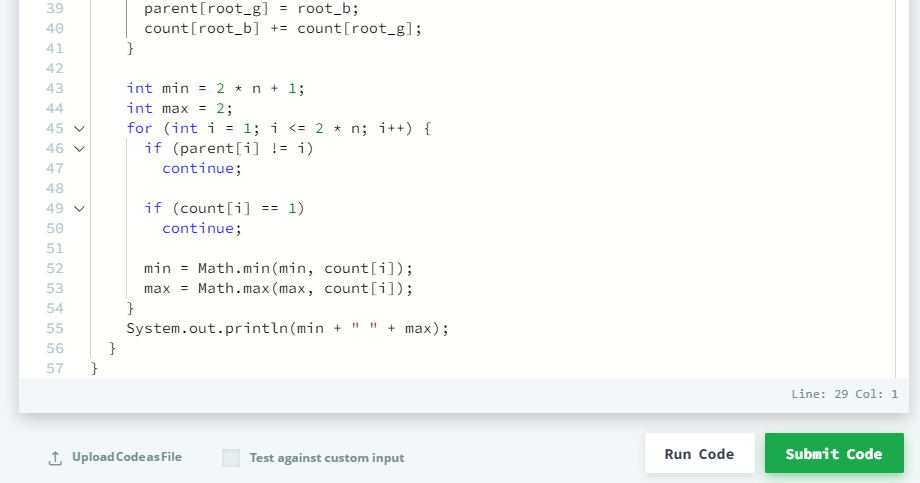 39 parent[root_g] = root_b;
40 count[root_b] += count[root_g];
41 }
42
43 int min = 2 * n + 1;
44 int max = 2;
45 for (int i = 1; i <= 2 * n; i++) {
46 if (parent[i] != i)
47 continue;
48
49 if (count[i] == 1)
50 continue;
51
52 min = Math.min(min, count[i]);
53 max = Math.max(max, count[i]);
54 }
55 System.out.println(min + " " + max);
56 }
57 }
Line: 29 Col: 1
Upload Code as File
Test against custom input
Run Code
Submit Code